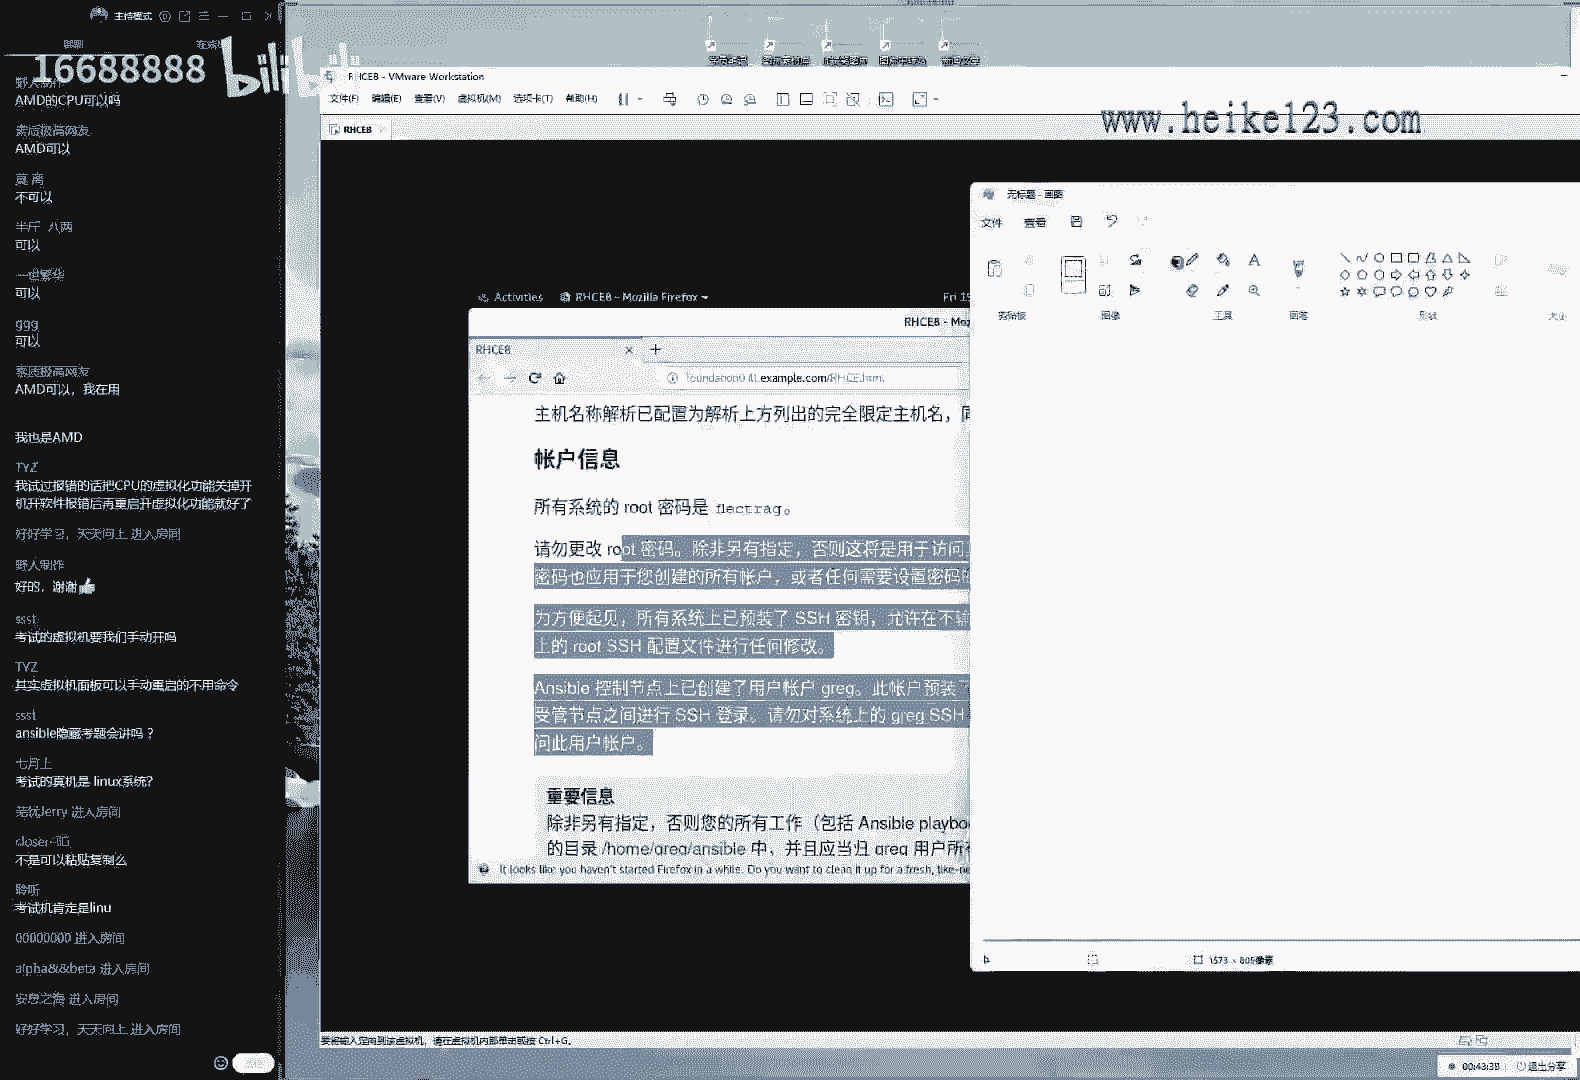 主持模式
16688888
bilibili
AMD的CPU可以吗
素质极高网友
AMD可以
莫 离
不可以
半斤 八两
可以
一世繁华
可以
ggg
可以
素质极高网友
AMD可以，我在用
我也是AMD
TYZ
我试过报错的话把CPU的虚拟化功能关掉开
机开软件报错后再重启开虚拟化功能就好了
好好学习，天天向上 进入房间
野人制作
好的，谢谢
ssst
考试的虚拟机要我们手动开吗
TYZ
其实虚拟机面板可以手动重启的不用命令
ssst
ansible隐藏考题会讲吗？
七月上
考试的真机是 linux系统?
若犹Jerry 进入房间
不是可以粘贴复制么
聆听
考试机肯定是linu
00000000 进入房间
alpha&&beta 进入房间
安息之海 进入房间
好好学习，天天向上 进入房间
RHCE8 - VMware Workstation
文件(F) 编辑(E) 查看(V) 虚拟机(M) 选项卡(T) 帮助(H)
RHCE8
www.heike123.com
Activities RHCE8 - Mozilla Firefox
Fri 15
RHCE8 - Moz
RHCE8
foundation0.ilt.example.com/RHCE.html
主机名称解析已配置为解析上方列出的完全限定主机名，同
帐户信息
所有系统的 root 密码是 flectrag。
请勿更改 root 密码。除非另有指定，否则这将是用于访问
密码也应用于您创建的所有帐户，或者任何需要设置密码的
为方便起见，所有系统上已预装了 SSH 密钥，允许在不输
上的 root SSH 配置文件进行任何修改。
Ansible 控制节点上已创建了用户帐户 greg。此帐户预装了
受管节点之间进行 SSH 登录。请勿对系统上的 greg SSH
问此用户帐户。
重要信息
除非另有指定，否则您的所有工作（包括 Ansible playboo
的目录 /home/greg/ansible 中，并且应当归 greg 用户所有
It looks like you haven't started Firefox in a while. Do you want to clean it up for a fresh, like-ne
无标题 - 画图
文件 查看
剪贴板 图像 工具 画笔 形状 大小
1573 × 805像素
要将输入定向到该虚拟机，请在虚拟机内部单击或按 Ctrl+G。
00:43:38 退出分享